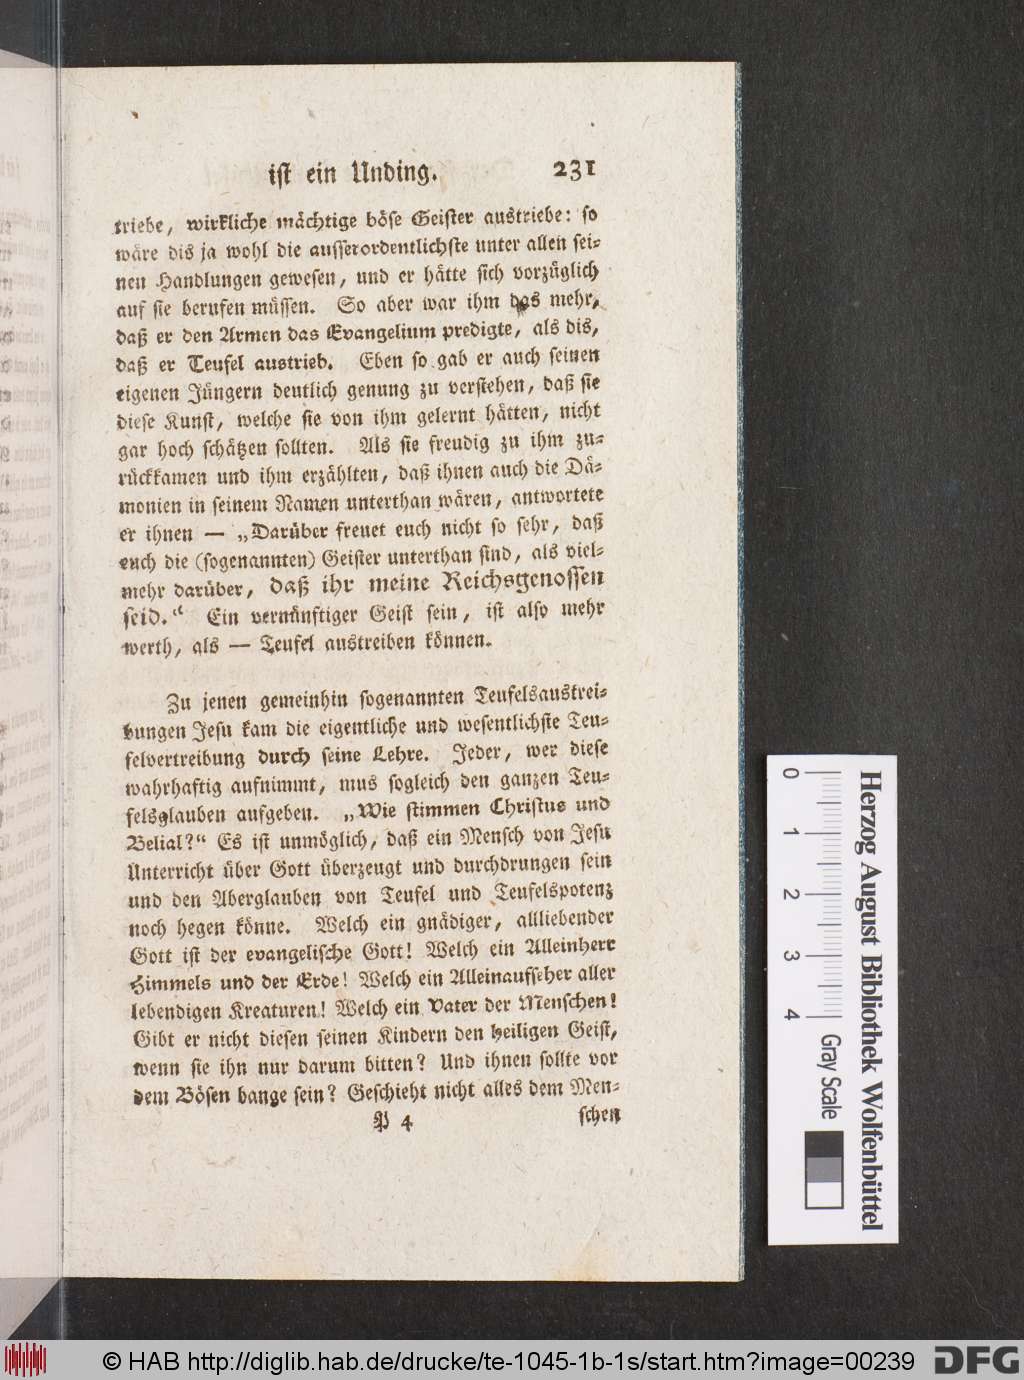 ist ein Unding. 231
triebe, wirkliche mächtige böse Geister austriebe: so
wäre dis ja wohl die ausserordentlichste unter allen sei-
nen Handlungen gewesen, und er hätte sich vorzüglich
auf sie berufen müssen. So aber war ihm das mehr,
daß er den Armen das Evangelium predigte, als dis,
daß er Teufel austrieb. Eben so gab er auch seinen
eigenen Jüngern deutlich genung zu verstehen, daß sie
diese Kunst, welche sie von ihm gelernt hätten, nicht
gar hoch schätzen sollten. Als sie freudig zu ihm zu-
rückkamen und ihm erzählten, daß ihnen auch die Dä-
monien in seinem Namen unterthan wären, antwortete
er ihnen — „Darüber freuet euch nicht so sehr, daß
euch die (sogenannten) Geister unterthan sind, als viel-
mehr darüber, daß ihr meine Reichsgenossen
seid.“ Ein vernünftiger Geist sein, ist also mehr
werth, als — Teufel austreiben können.
Zu jenen gemeinhin sogenannten Teufelsaustrei-
bungen Jesu kam die eigentliche und wesentlichste Teu-
felvertreibung durch seine Lehre. Jeder, wer diese
wahrhaftig aufnimmt, mus sogleich den ganzen Teu-
felsglauben aufgeben. „Wie stimmen Christus und
Belial?“ Es ist unmöglich, daß ein Mensch von Jesu
Unterricht über Gott überzeugt und durchdrungen sein
und den Aberglauben von Teufel und Teufelspotenz
noch hegen könne. Welch ein gnädiger, allliebender
Gott ist der evangelische Gott! Welch ein Alleinherr
Himmels und der Erde! Welch ein Alleinaufseher aller
lebendigen Kreaturen! Welch ein Vater der Menschen!
Gibt er nicht diesen seinen Kindern den heiligen Geist,
wenn sie ihn nur darum bitten? Und ihnen sollte vor
dem Bösen bange sein? Geschieht nicht alles dem Men-
P 4 schen
Herzog August Bibliothek Wolfenbüttel
0 1 2 3 4 Gray Scale
© HAB http://diglib.hab.de/drucke/te-1045-1b-1s/start.htm?image=00239 DFG